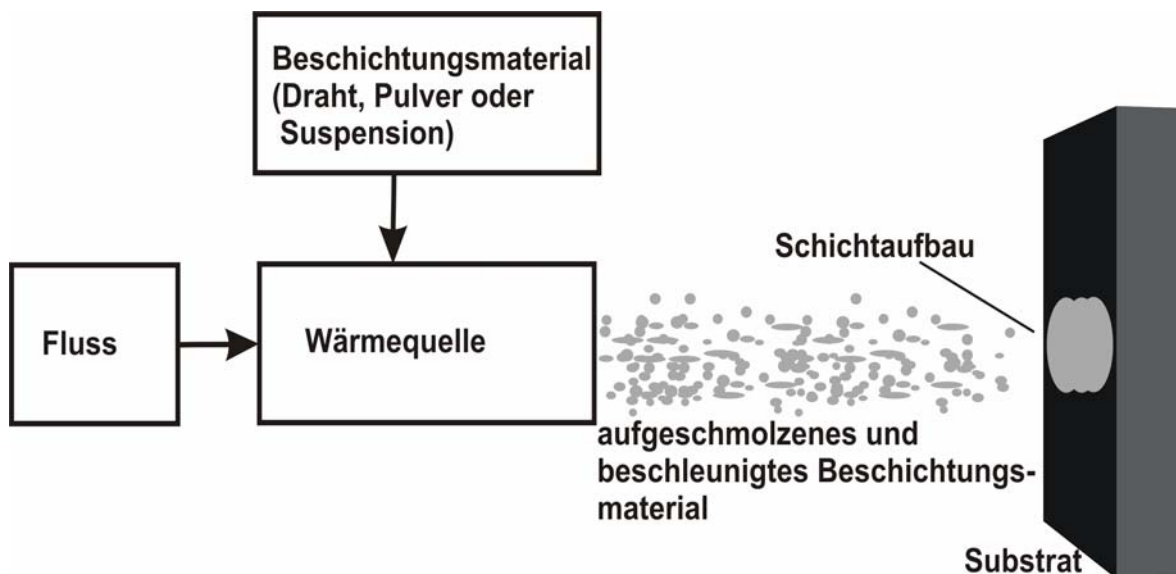 Beschichtungsmaterial
(Draht, Pulver oder
Suspension)
Schichtaufbau
Fluss
Wärmequelle
aufgeschmolzenes und
beschleunigtes Beschichtungs-
material
Substrat